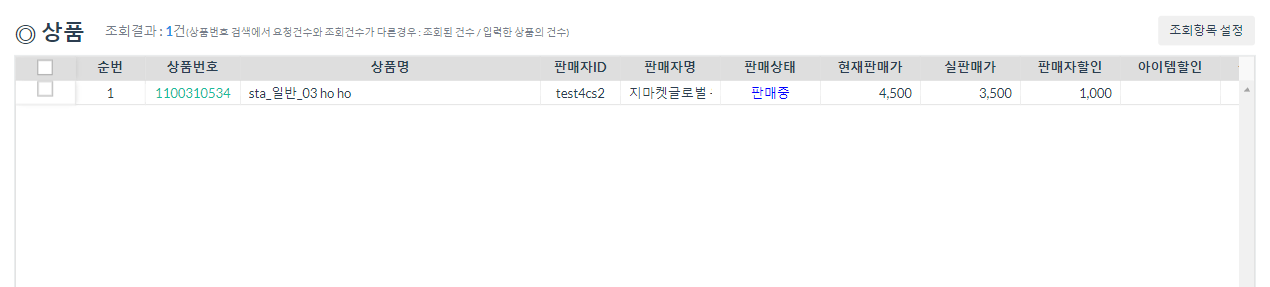 ◎ 상품 조회결과 : 1건(상품번호 검색에서 요청건수와 조회건수가 다른경우 : 조회된 건수 / 입력한 상품의 건수) 조회항목 설정
순번 상품번호 상품명 판매자ID 판매자명 판매상태 현재판매가 실판매가 판매자할인 아이템할인
1 1100310534 sta_일반_03 ho ho test4cs2 지마켓글로벌 판매중 4,500 3,500 1,000